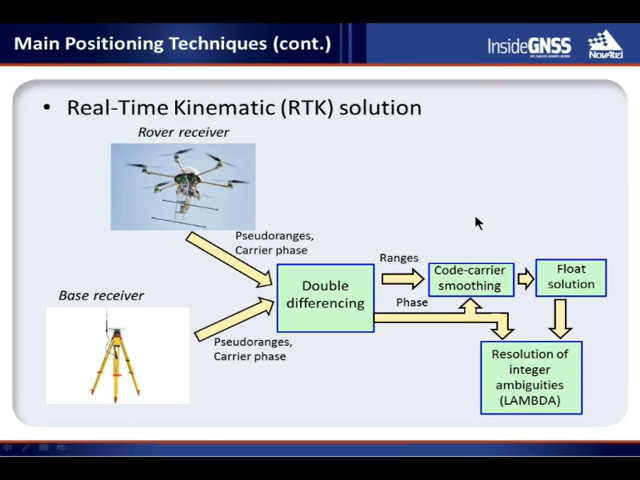 Main Positioning Techniques (cont.)
InsideGNSS
NovAtel
• Real-Time Kinematic (RTK) solution
Rover receiver
Pseudoranges,
Carrier phase
Base receiver
Pseudoranges,
Carrier phase
Double
differencing
Ranges
Phase
Code-carrier
smoothing
Float
solution
Resolution of
integer
ambiguities
(LAMBDA)